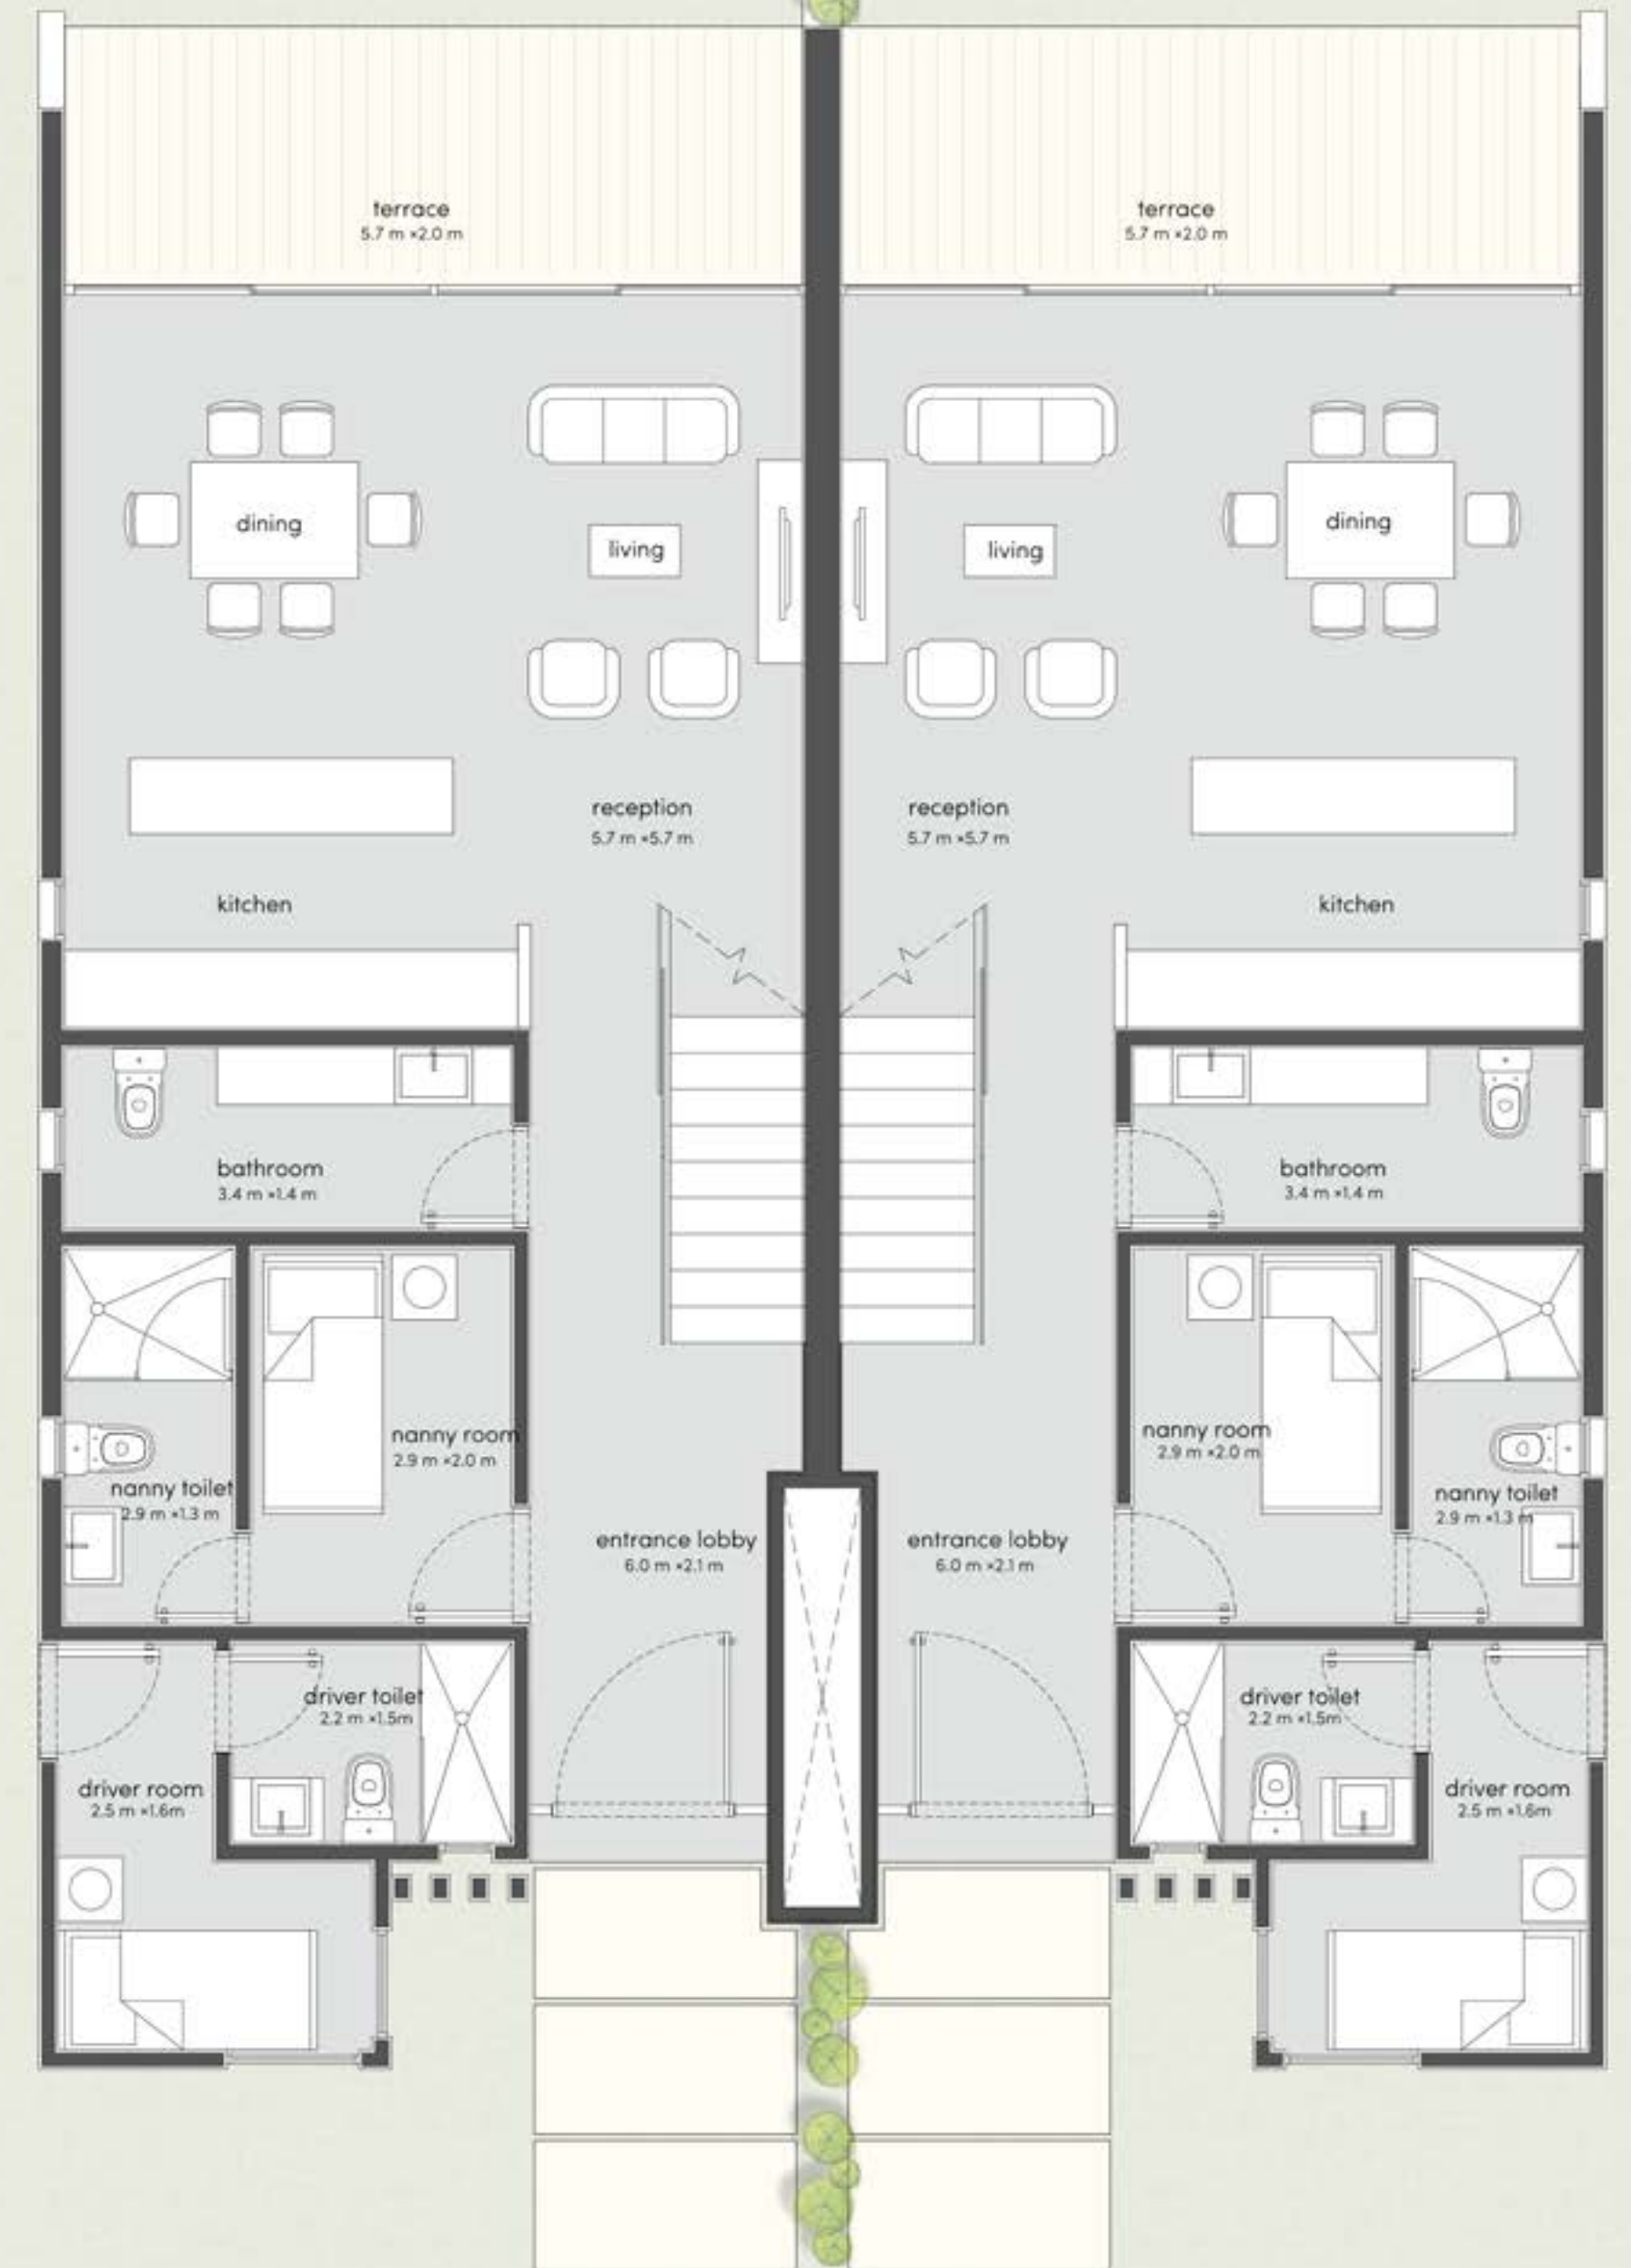 terrace
5.7 m ×2.0 m
terrace
5.7 m ×2.0 m
dining
living
living
dining
reception
5.7 m ×5.7 m
reception
5.7 m ×5.7 m
kitchen
kitchen
bathroom
3.4 m ×1.4 m
bathroom
3.4 m ×1.4 m
nanny room
2.9 m ×2.0 m
nanny room
2.9 m ×2.0 m
nanny toilet
2.9 m ×1.3 m
nanny toilet
2.9 m ×1.3 m
entrance lobby
6.0 m ×2.1 m
entrance lobby
6.0 m ×2.1 m
driver toilet
2.2 m ×1.5m
driver toilet
2.2 m ×1.5m
driver room
2.5 m ×1.6m
driver room
2.5 m ×1.6m